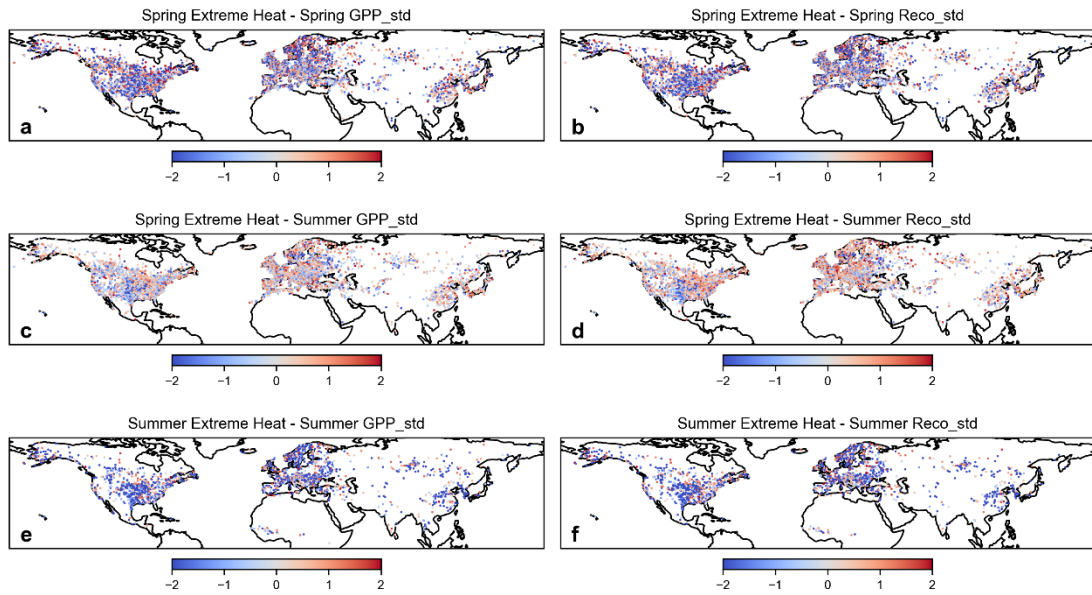 Spring Extreme Heat - Spring GPP_std
Spring Extreme Heat - Spring Reco_std
a
b
−2 −1 0 1 2
−2 −1 0 1 2
Spring Extreme Heat - Summer GPP_std
Spring Extreme Heat - Summer Reco_std
c
d
−2 −1 0 1 2
−2 −1 0 1 2
Summer Extreme Heat - Summer GPP_std
Summer Extreme Heat - Summer Reco_std
e
f
−2 −1 0 1 2
−2 −1 0 1 2